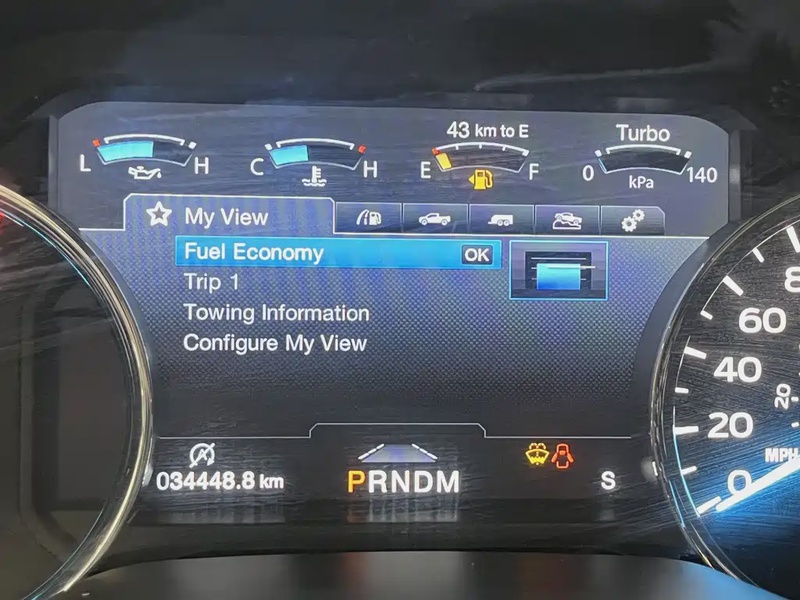 43 km to E
Turbo
L H
C H
E F
0 140
kPa
My View
Fuel Economy OK
Trip 1
Towing Information
Configure My View
034448.8 km
PRNDM
S
60
40
20
20
MPH
0